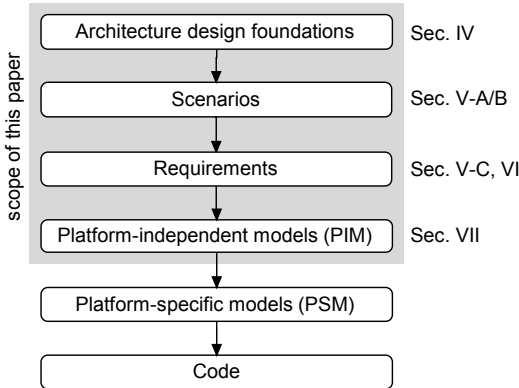 scope of this paper
Architecture design foundations Sec. IV
Scenarios Sec. V-A/B
Requirements Sec. V-C, VI
Platform-independent models (PIM) Sec. VII
Platform-specific models (PSM)
Code